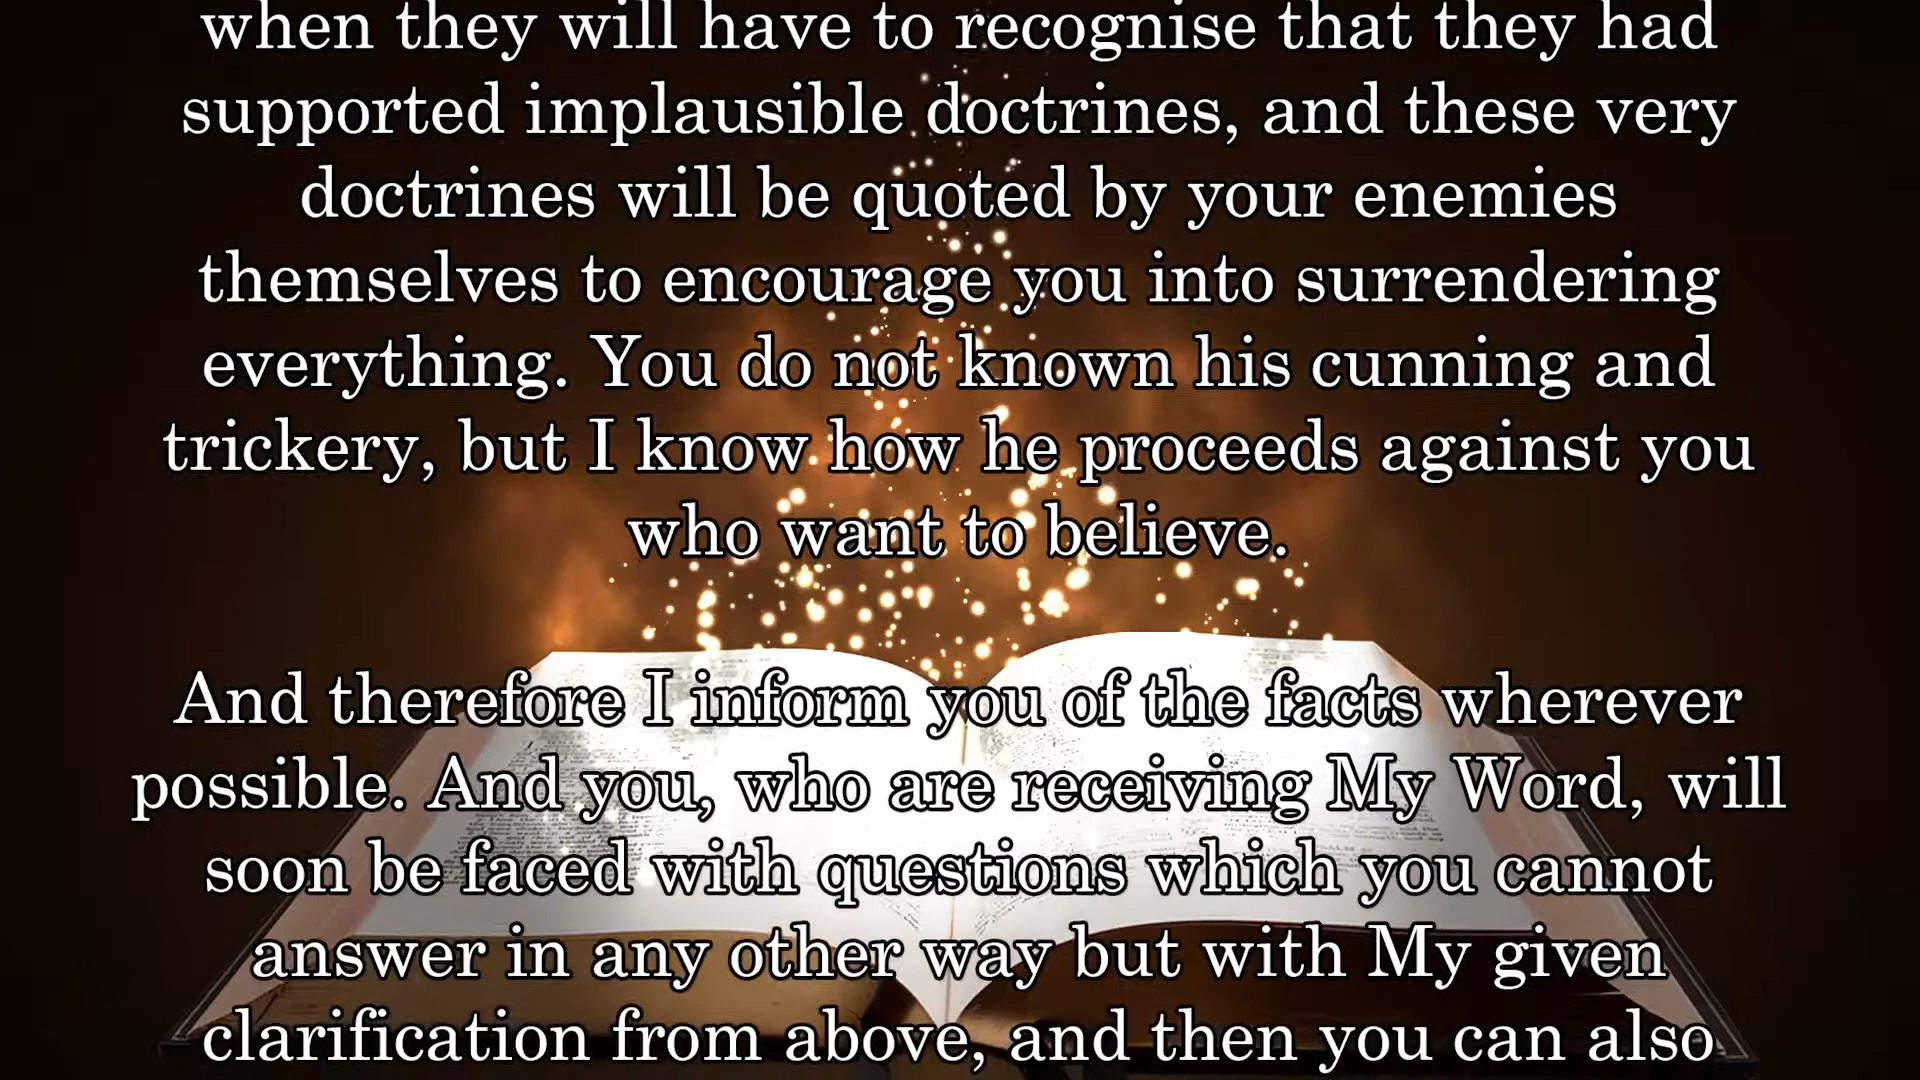 when they will have to recognise that they had
supported implausible doctrines, and these very
doctrines will be quoted by your enemies
themselves to encourage you into surrendering
everything. You do not known his cunning and
trickery, but I know how he proceeds against you
who want to believe.
And therefore I inform you of the facts wherever
possible. And you, who are receiving My Word, will
soon be faced with questions which you cannot
answer in any other way but with My given
clarification from above, and then you can also